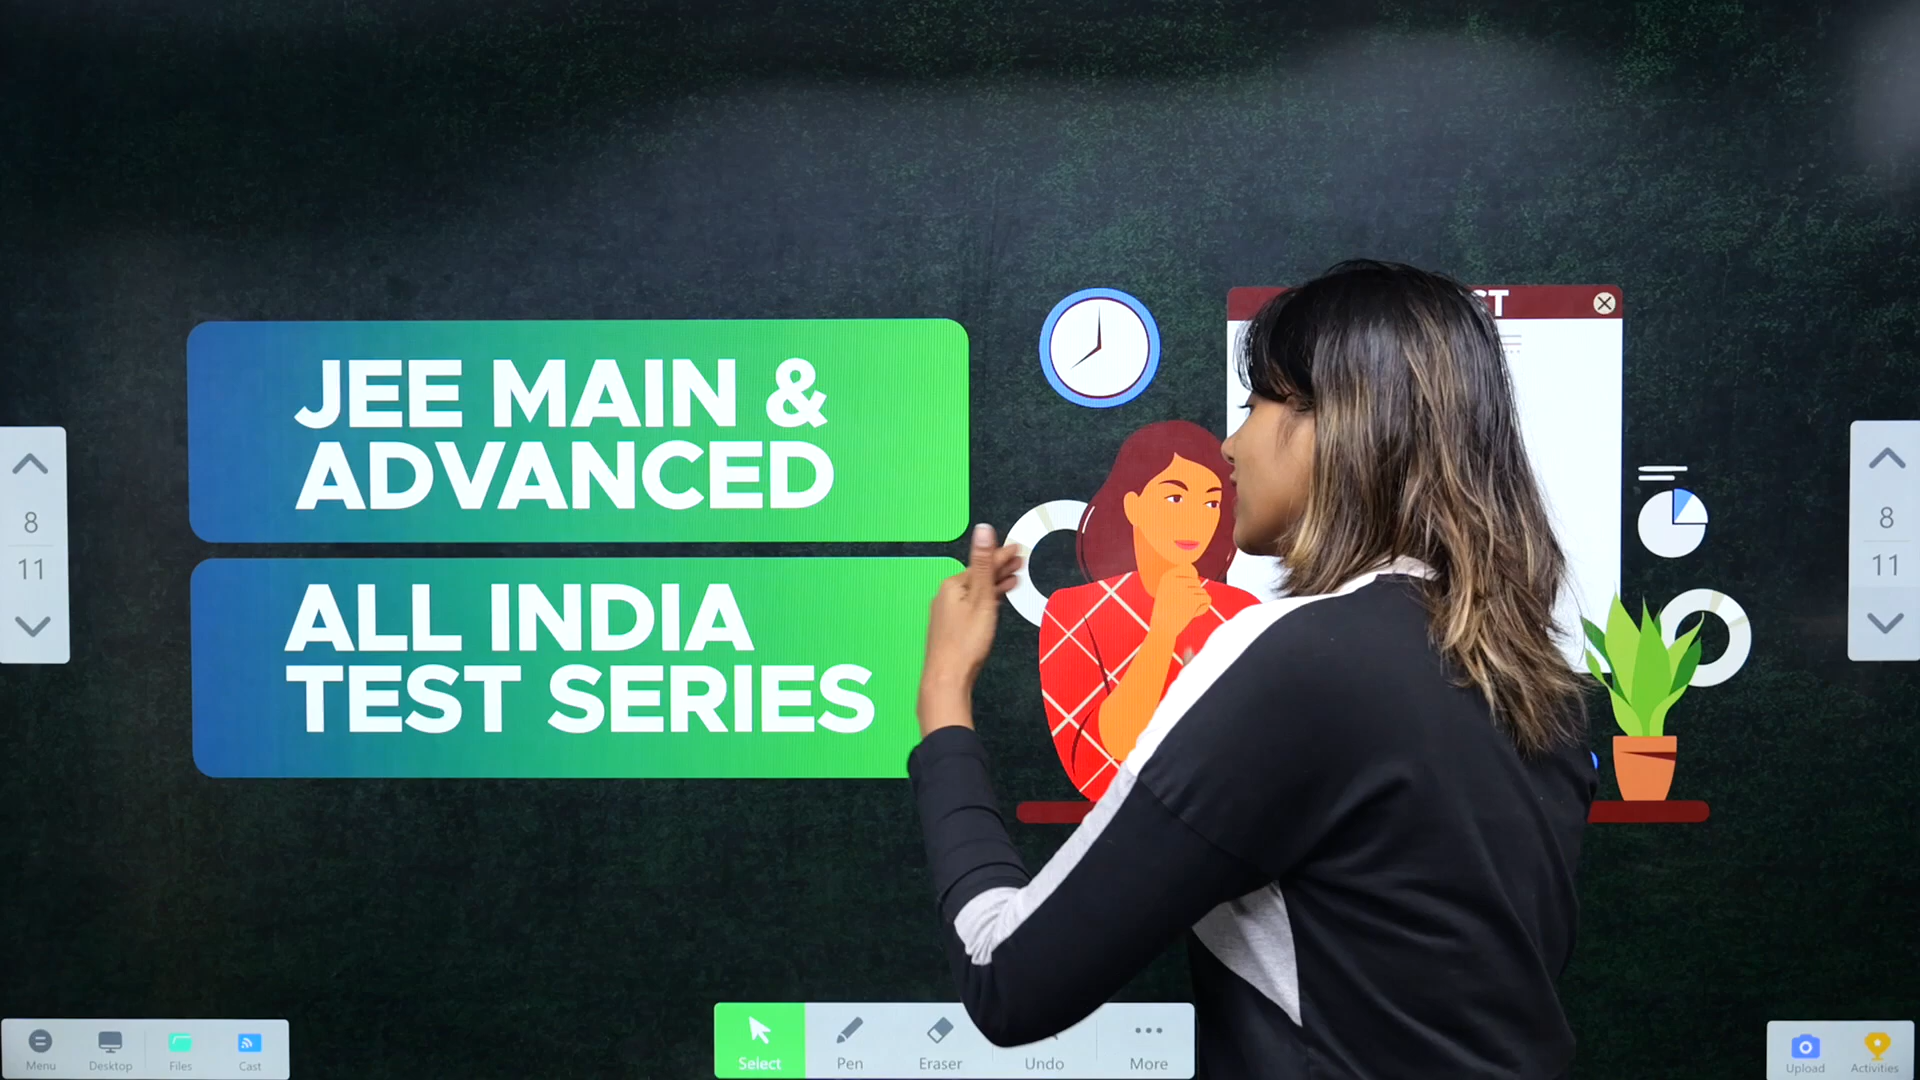 JEE MAIN &
ADVANCED
ALL INDIA
TEST SERIES
8
11
8
11
Menu
Desktop
Files
Cast
Select
Pen
Eraser
Undo
More
Upload
Activities